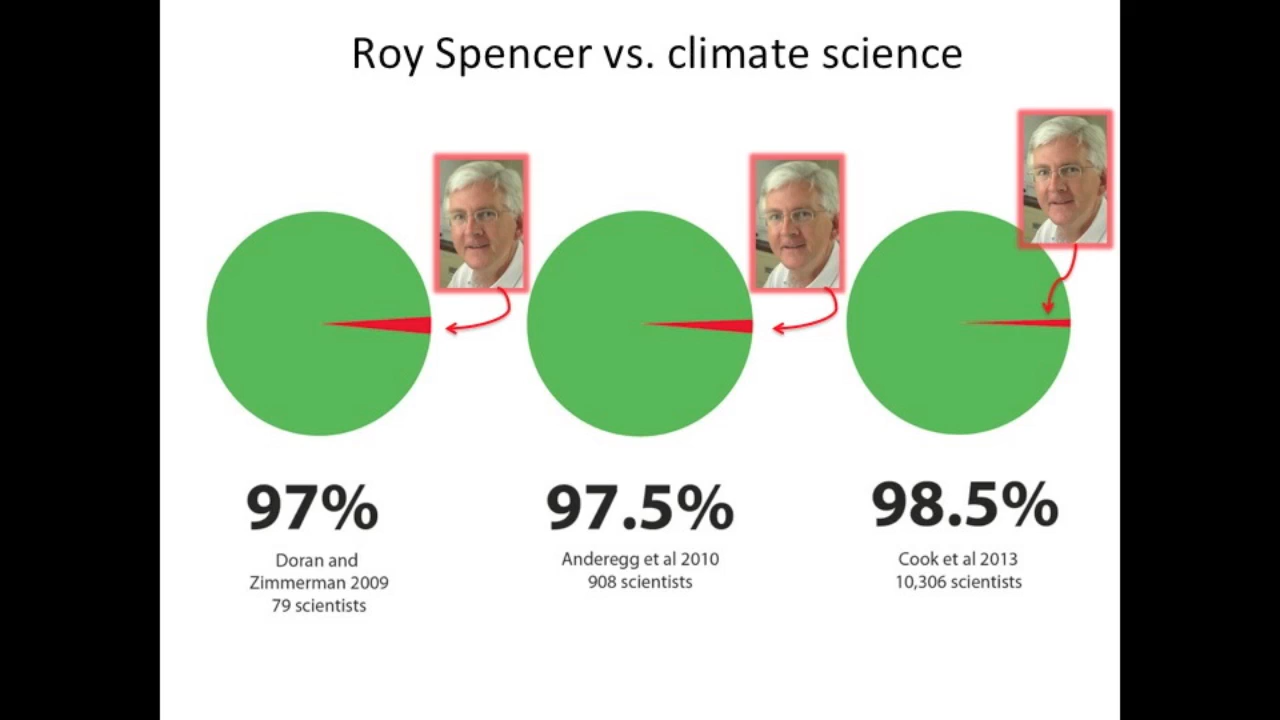 Roy Spencer vs. climate science
97%
Doran and
Zimmerman 2009
79 scientists
97.5%
Anderegg et al 2010
908 scientists
98.5%
Cook et al 2013
10,306 scientists